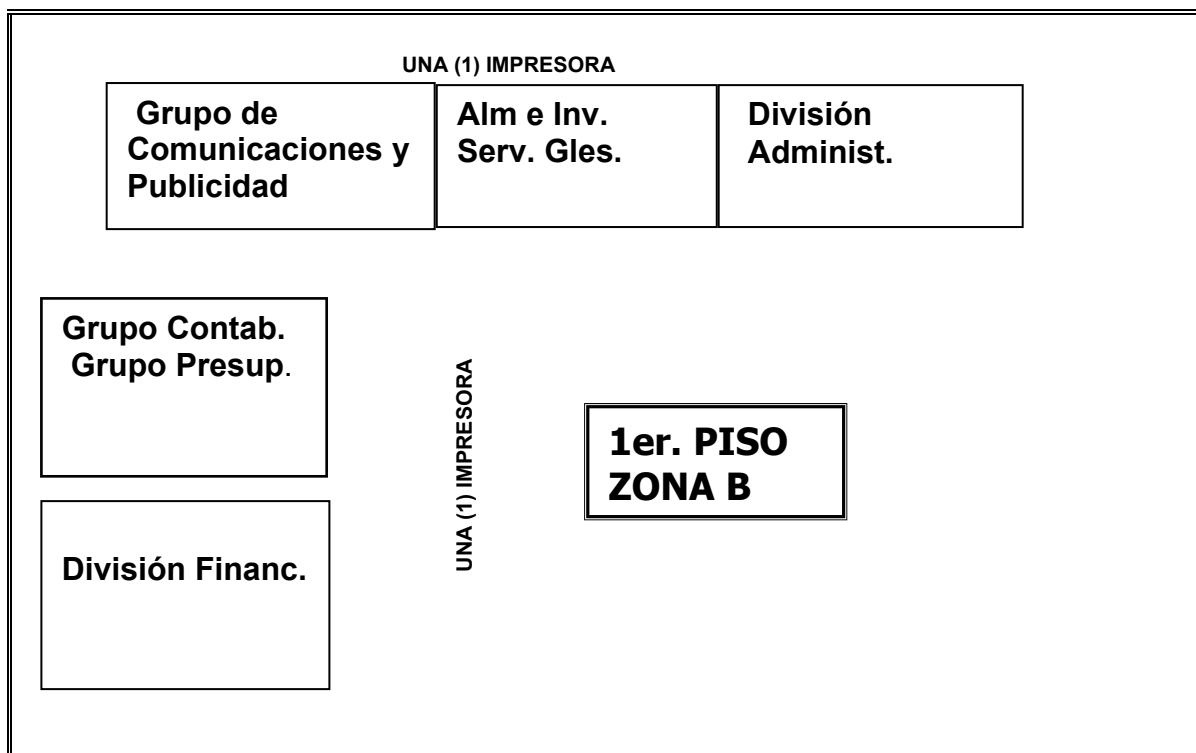 UNA (1) IMPRESORA
Grupo de
Comunicaciones y
Publicidad
Alm e Inv.
Serv. Gles.
División
Administ.
Grupo Contab.
Grupo Presup.
UNA (1) IMPRESORA
1er. PISO
ZONA B
División Financ.